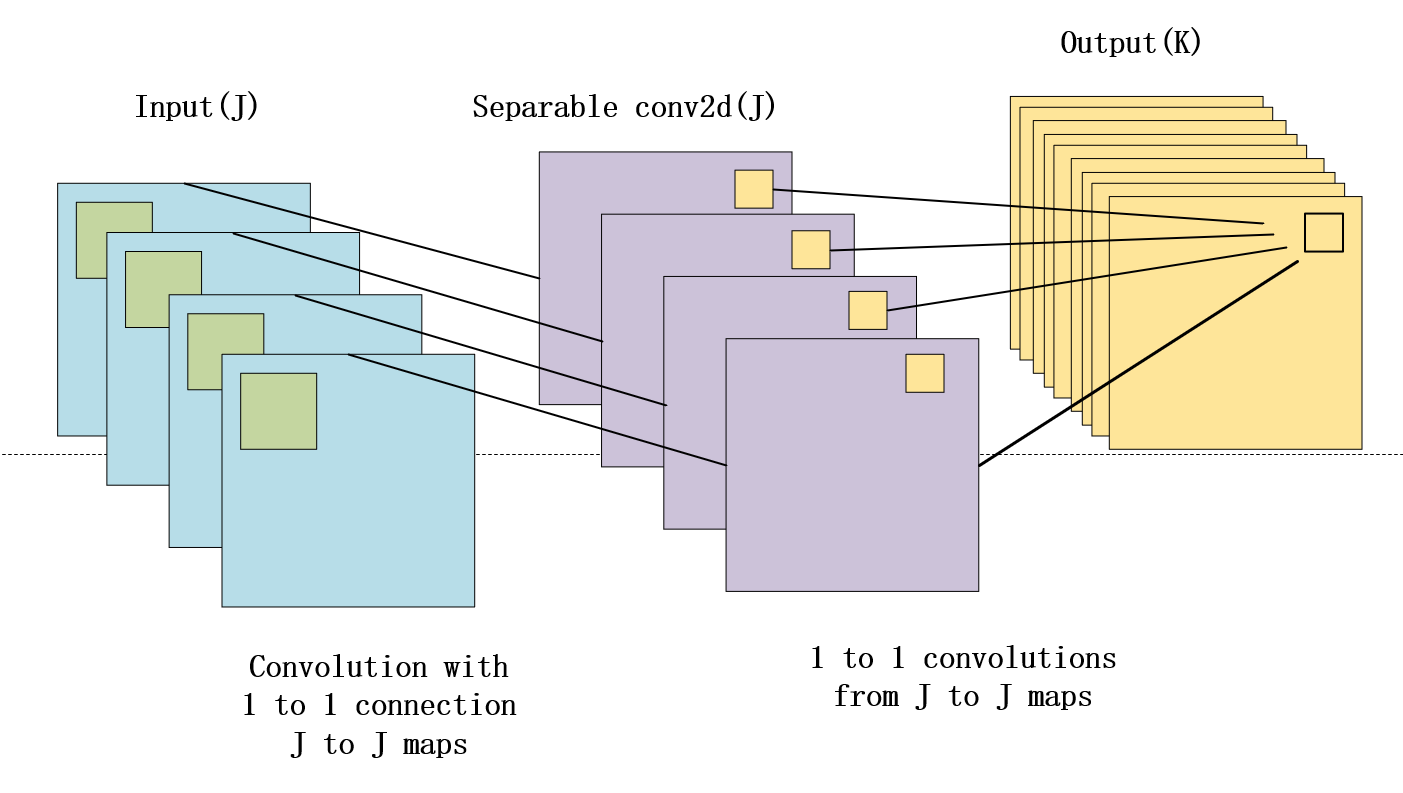 Output(K)
Input(J)
Separable conv2d(J)
Convolution with
1 to 1 connection
J to J maps
1 to 1 convolutions
from J to J maps